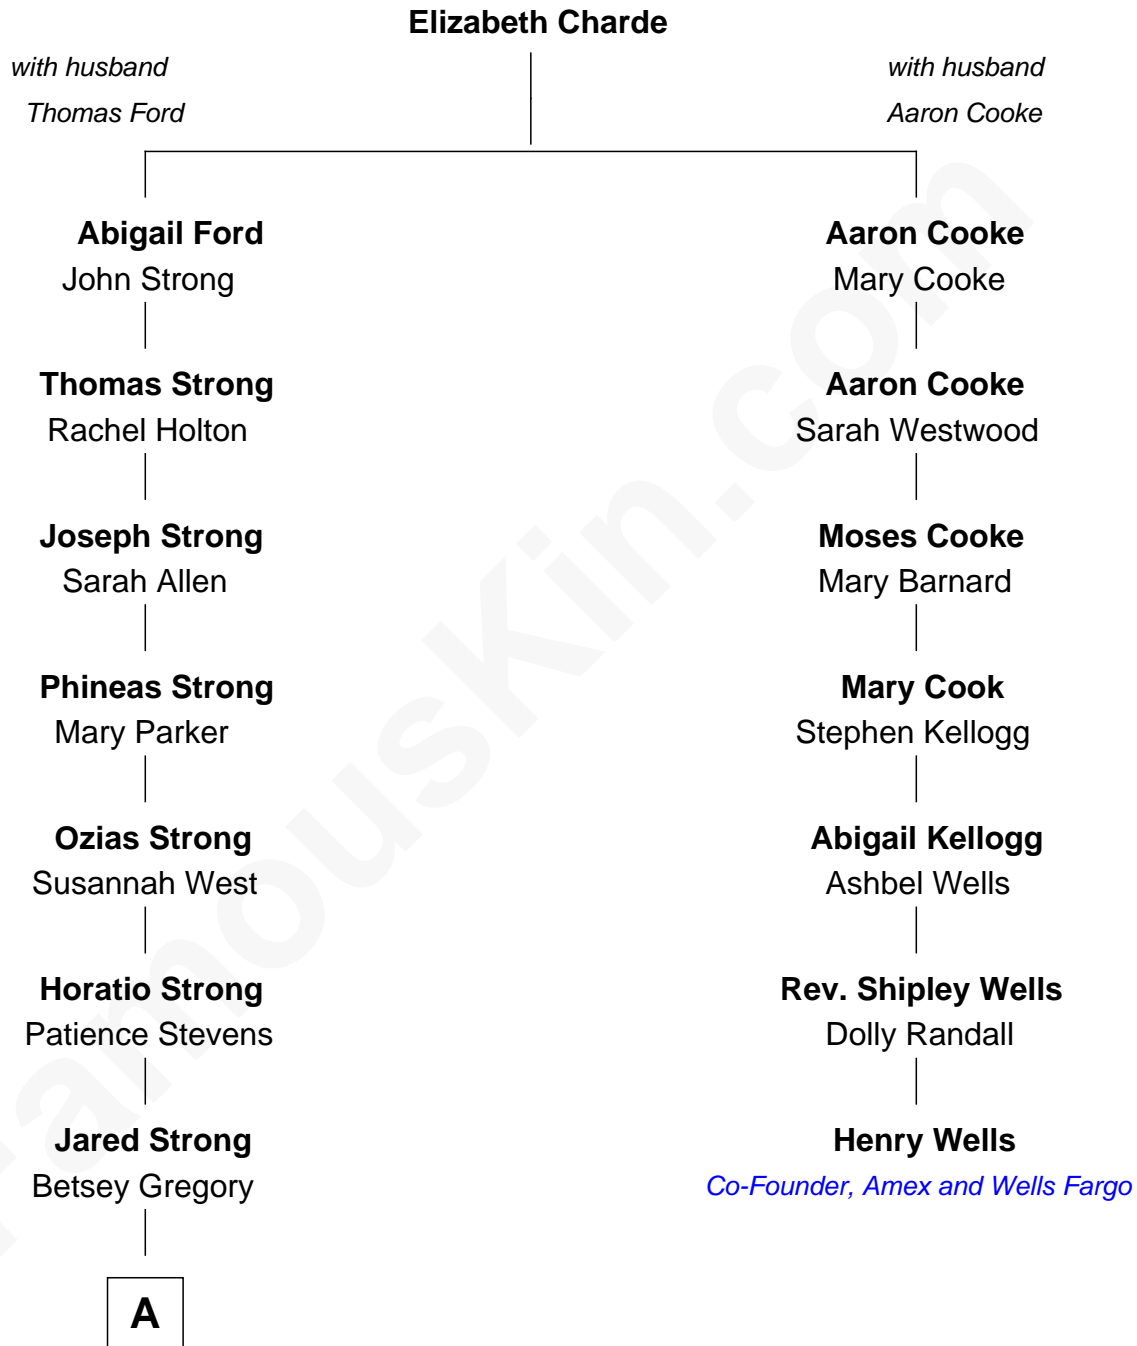 Elizabeth Charde
with husband
Thomas Ford
with husband
Aaron Cooke
Abigail Ford
John Strong
Aaron Cooke
Mary Cooke
Thomas Strong
Rachel Holton
Aaron Cooke
Sarah Westwood
Joseph Strong
Sarah Allen
Moses Cooke
Mary Barnard
Phineas Strong
Mary Parker
Mary Cook
Stephen Kellogg
Ozias Strong
Susannah West
Abigail Kellogg
Ashbel Wells
Horatio Strong
Patience Stevens
Rev. Shipley Wells
Dolly Randall
Jared Strong
Betsey Gregory
Henry Wells
Co-Founder, Amex and Wells Fargo
A
FamousKin.com